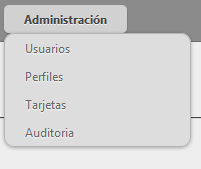 Administración
Usuarios
Perfiles
Tarjetas
Auditoria